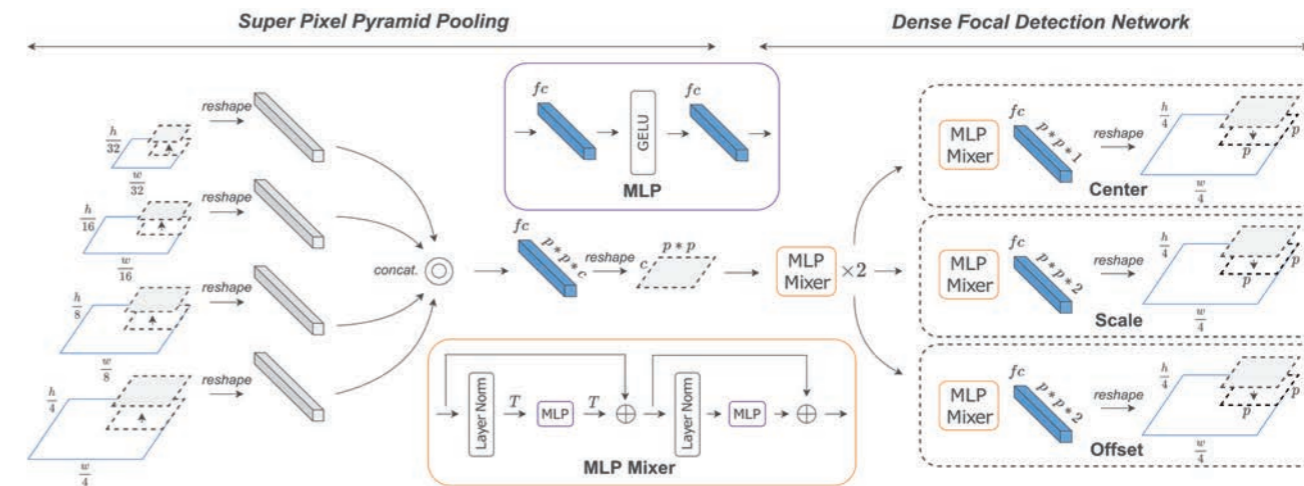 Super Pixel Pyramid Pooling
Dense Focal Detection Network
reshape
h/32
w/32
reshape
h/16
w/16
reshape
h/8
w/8
reshape
h/4
w/4
concat.
fc
GELU
fc
MLP
fc
p * p * c
reshape
c
p * p
MLP
Mixer
×2
Layer Norm
T
MLP
T
Layer Norm
MLP
MLP Mixer
MLP
Mixer
fc
p * p * 1
reshape
h/4
w/4
p
p
Center
MLP
Mixer
fc
p * p * 2
reshape
h/4
w/4
p
p
Scale
MLP
Mixer
fc
p * p * 2
reshape
h/4
w/4
p
p
Offset